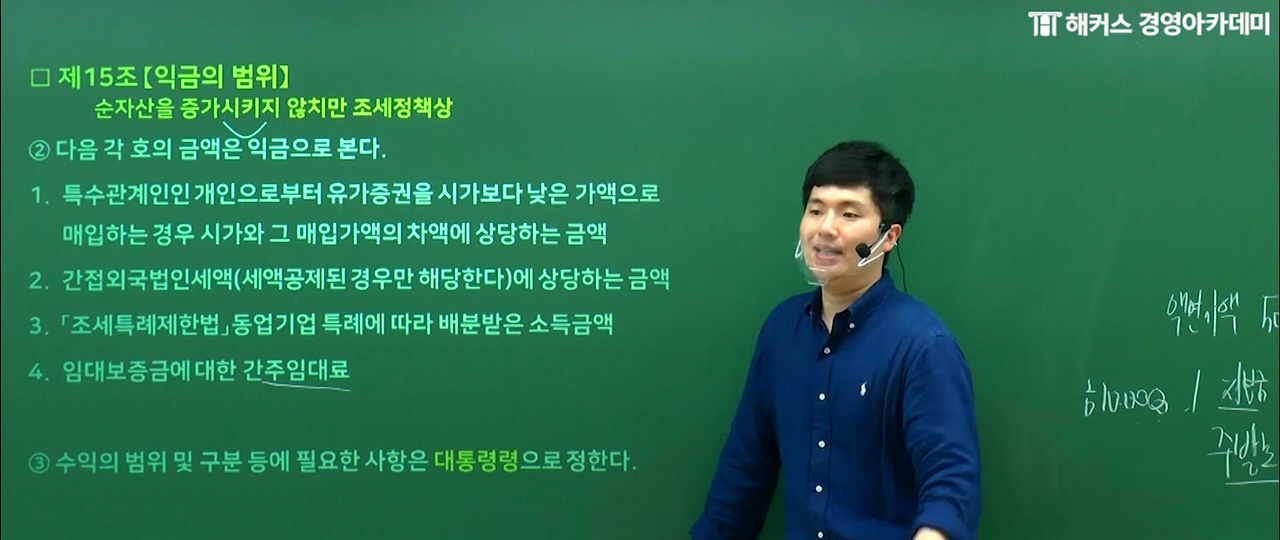 해커스 경영아카데미
□ 제15조【익금의 범위】
순자산을 증가시키지 않치만 조세정책상
② 다음 각 호의 금액은 익금으로 본다.
1. 특수관계인인 개인으로부터 유가증권을 시가보다 낮은 가액으로
매입하는 경우 시가와 그 매입가액의 차액에 상당하는 금액
2. 간접외국법인세액(세액공제된 경우만 해당한다)에 상당하는 금액
3. 「조세특례제한법」동업기업 특례에 따라 배분받은 소득금액
4. 임대보증금에 대한 간주임대료
③ 수익의 범위 및 구분 등에 필요한 사항은 대통령령으로 정한다.
액면가액